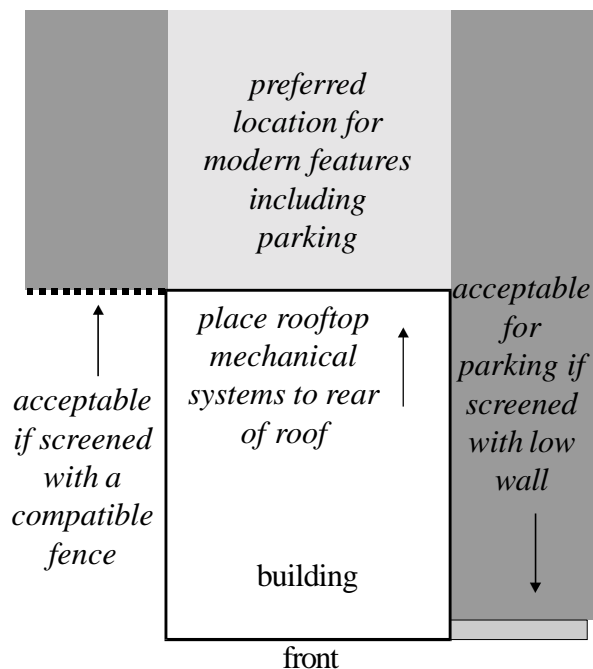 preferred
location for
modern features
including
parking
place rooftop
mechanical
systems to rear
of roof
acceptable
for
parking if
screened
with low
wall
acceptable
if screened
with a
compatible
fence
building
front